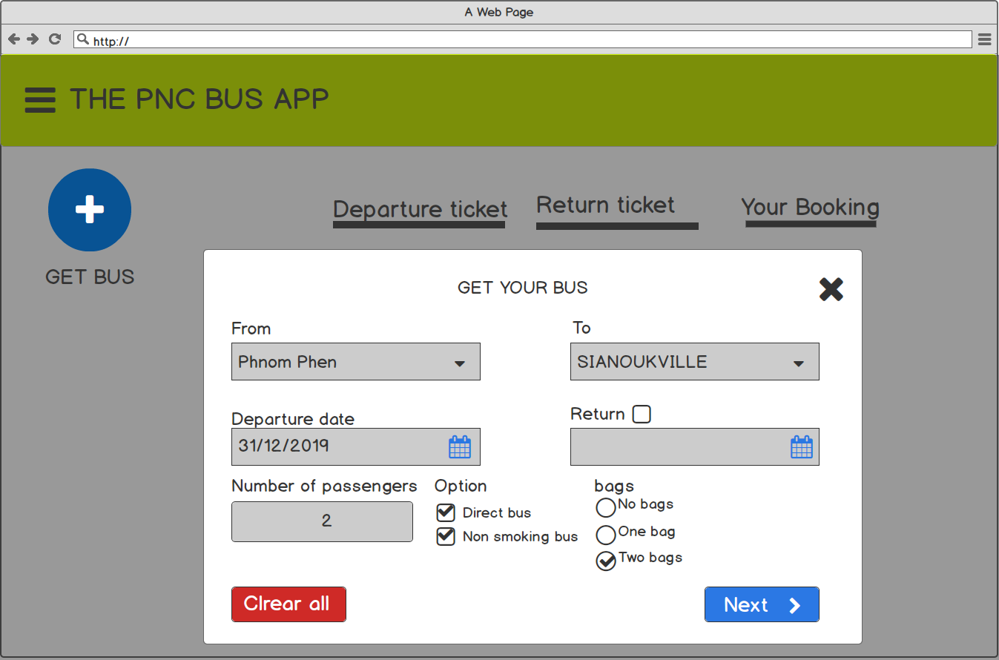 A Web Page
http://
THE PNC BUS APP
Departure ticket
Return ticket
Your Booking
GET BUS
GET YOUR BUS
From
To
Phnom Phen
SIANOUKVILLE
Departure date
Return
31/12/2019
Number of passengers
Option
bags
2
Direct bus
Non smoking bus
No bags
One bag
Two bags
Clrear all
Next